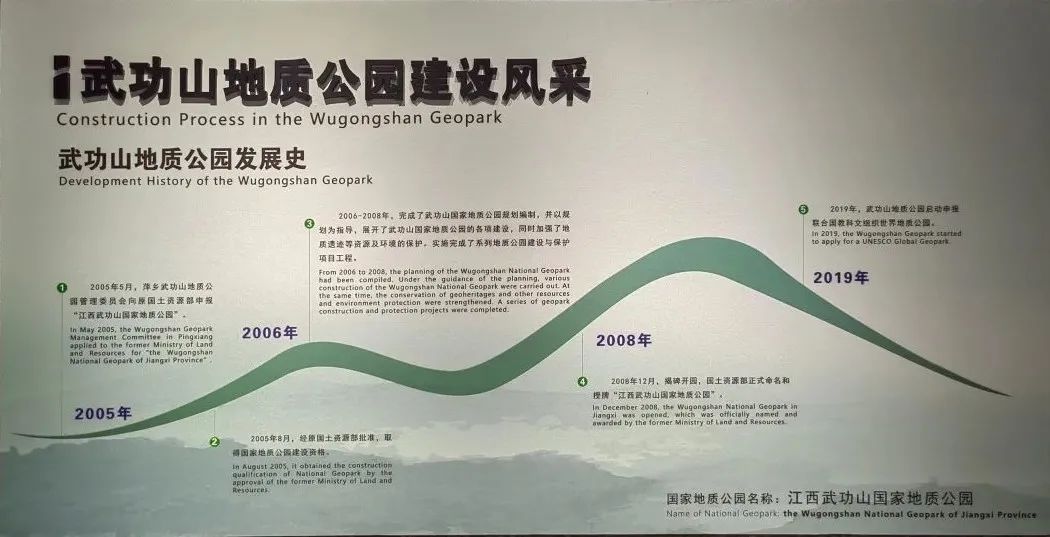 武功山地质公园建设风采
Construction Process in the Wugongshan Geopark
武功山地质公园发展史
Development History of the Wugongshan Geopark
1
2005年5月，萍乡武功山地质公
园管理委员会向原国土资源部申报
“江西武功山国家地质公园”。
In May 2005, the Wugongshan Geopark
Management Committee in Pingxiang
applied to the former Ministry of Land
and Resources for "the Wugongshan
National Geopark of Jiangxi Province".
2005年
2
2005年8月，经原国土资源部批准，取
得国家地质公园建设资格。
In August 2005, it obtained the construction
qualification of National Geopark by the
approval of the former Ministry of Land and
Resources.
3
2006-2008年，完成了武功山国家地质公园规划编制，并以规
划为指导，展开了武功山国家地质公园的各项建设，同时加强了地
质遗迹等资源及环境的保护。实施完成了系列地质公园建设与保护
项目工程。
From 2006 to 2008, the planning of the Wugongshan National Geopark
had been compiled. Under the guidance of the planning, various
construction of the Wugongshan National Geopark were carried out. At
the same time, the conservation of geoheritages and other resources
and environment protection were strengthened. A series of geopark
construction and protection projects were completed.
2006年
2008年
4
2008年12月，揭碑开园，国土资源部正式命名和
授牌“江西武功山国家地质公园”。
In December 2008, the Wugongshan National Geopark in
Jiangxi was opened, which was officially named and
awarded by the former Ministry of Land and Resources.
5
2019年，武功山地质公园启动申报
联合国教科文组织世界地质公园。
In 2019, the Wugongshan Geopark started
to apply for a UNESCO Global Geopark.
2019年
国家地质公园名称：江西武功山国家地质公园
Name of National Geopark: the Wugongshan National Geopark of Jiangxi Province